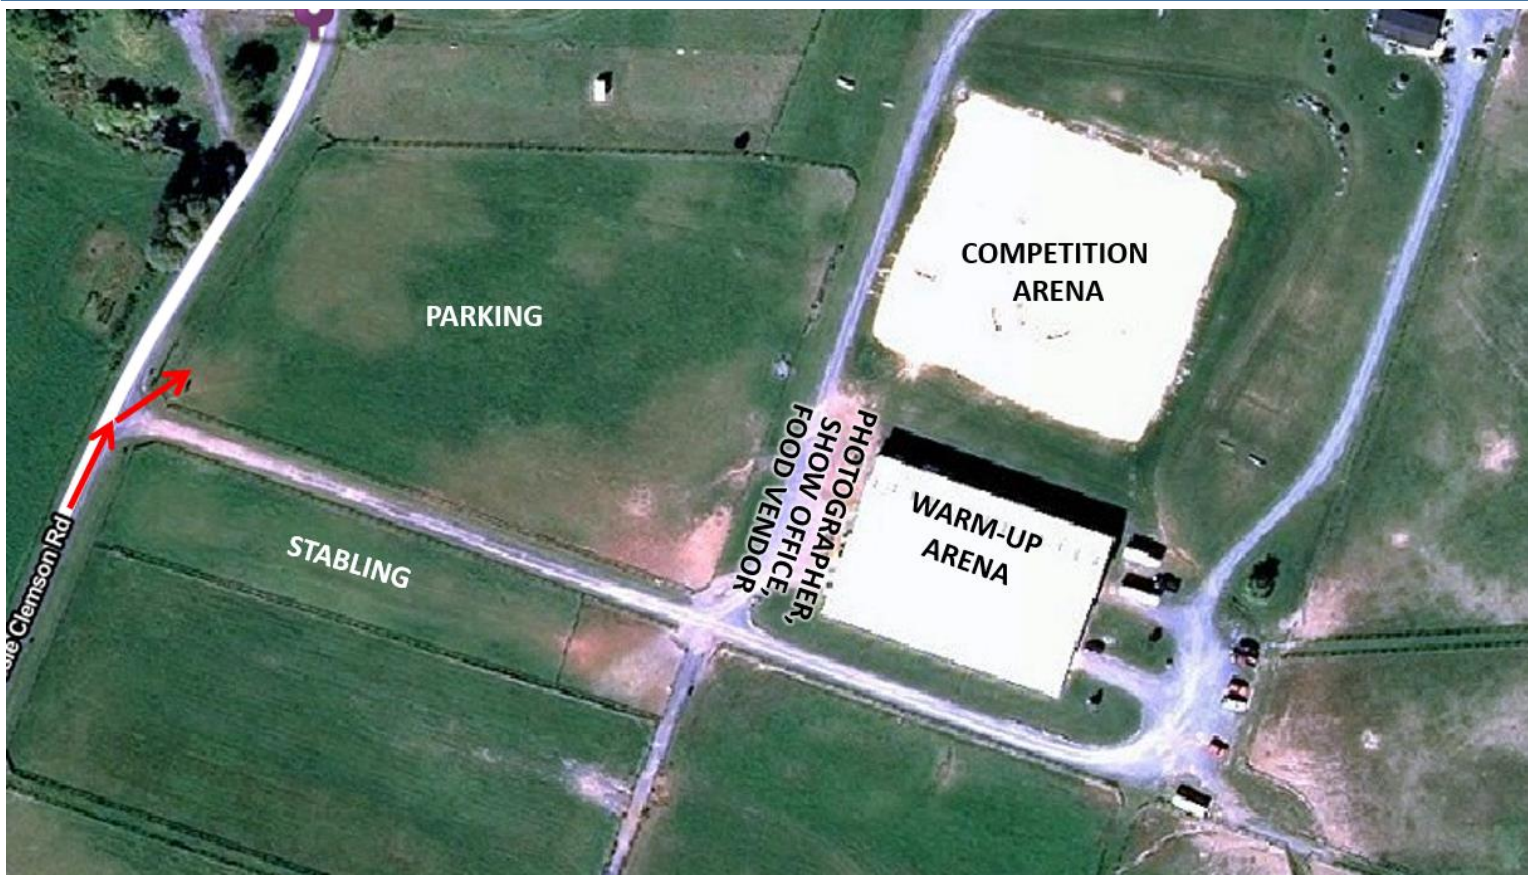 COMPETITION
ARENA
PARKING
PHOTOGRAPHER,
SHOW OFFICE,
FOOD VENDOR
WARM-UP
ARENA
STABLING
Clemson Rd